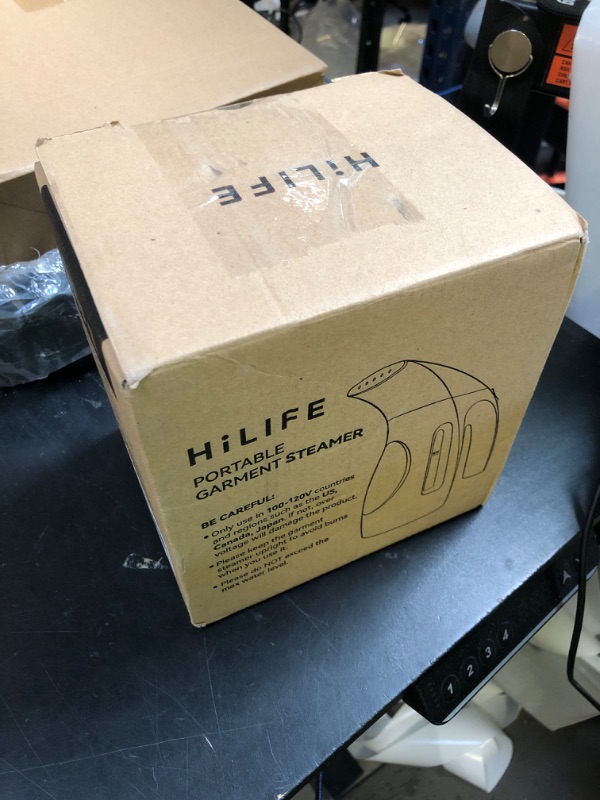 HiLIFE
HiLIFE
PORTABLE
GARMENT STEAMER
BE CAREFUL:
• Only use in 100-120V countries
and regions such as the US,
Canada, Japan. If not, over
voltage will damage the product.
• Please keep the garment
steamer upright to avoid burns
when you use it.
• Please do NOT exceed the
max water level.
1 2 3 4